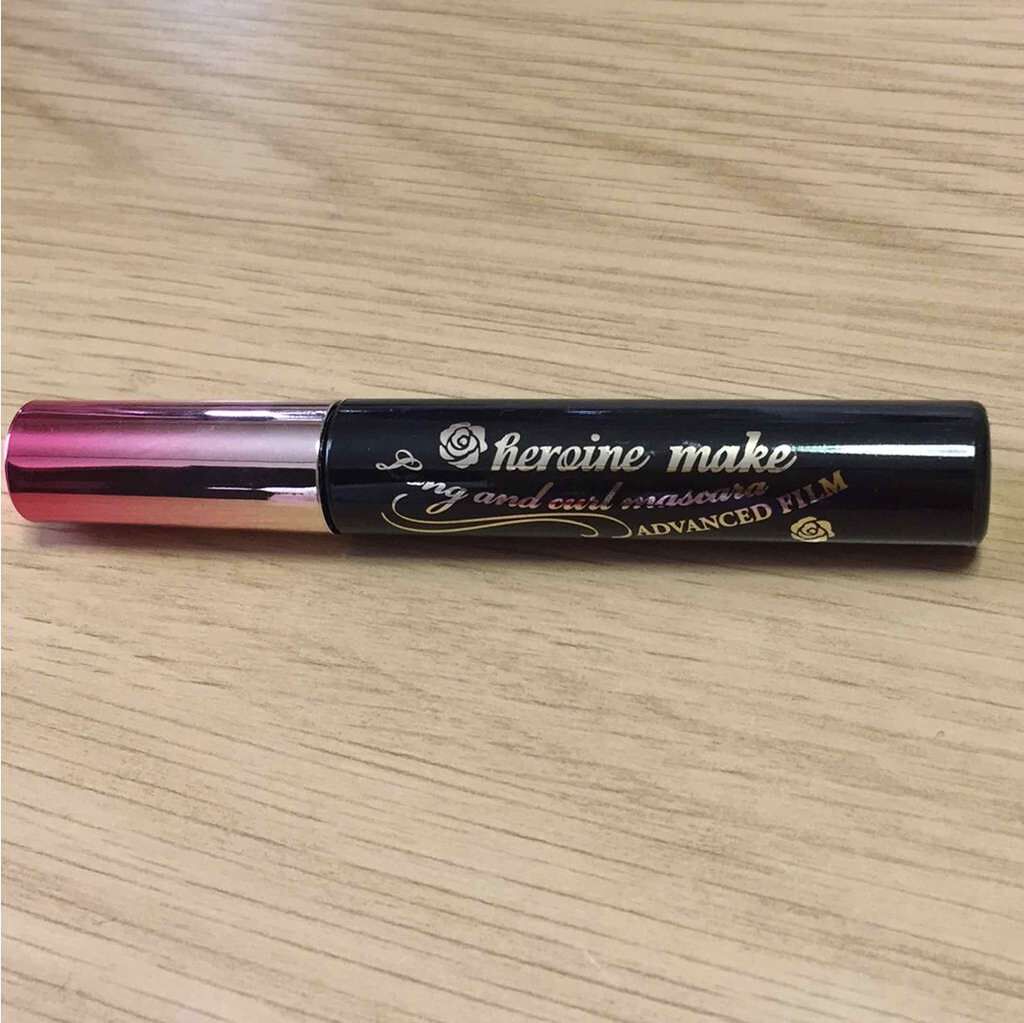 heroine make
Long and curl mascara
ADVANCED FILM